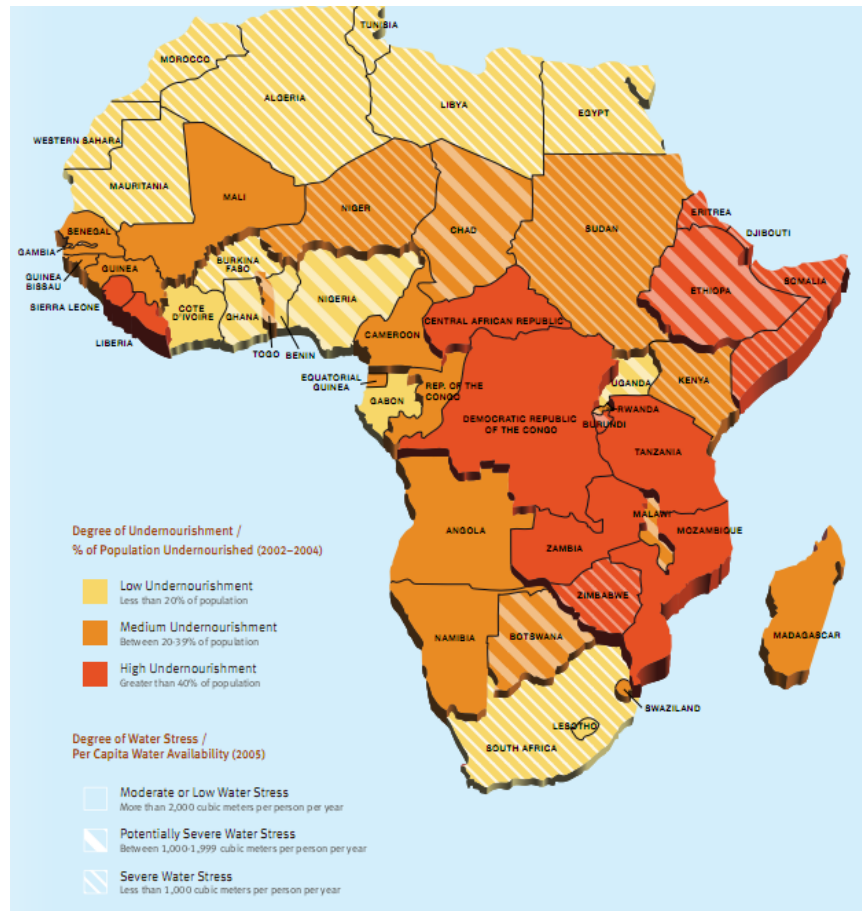 TUNISIA
MOROCCO
ALGERIA
LIBYA
EGYPT
WESTERN SAHARA
MAURITANIA
MALI
NIGER
CHAD
SUDAN
ERITREA
DJIBOUTI
SENEGAL
GAMBIA
GUINEA
BISSAU
GUINEA
SIERRA LEONE
LIBERIA
BURKINA
FASO
COTE
D'IVOIRE
GHANA
TOGO
BENIN
NIGERIA
CAMEROON
CENTRAL AFRICAN REPUBLIC
ETHIOPA
SOMALIA
EQUATORIAL
GUINEA
GABON
REP. OF THE
CONGO
DEMOCRATIC REPUBLIC
OF THE CONGO
UGANDA
KENYA
RWANDA
BURUNDI
TANZANIA
ANGOLA
ZAMBIA
MALAWI
MOZAMBIQUE
ZIMBABWE
NAMIBIA
BOTSWANA
MADAGASCAR
SWAZILAND
LESOTHO
SOUTH AFRICA
Degree of Undernourishment /
% of Population Undernourished (2002–2004)
Low Undernourishment
Less than 20% of population
Medium Undernourishment
Between 20-39% of population
High Undernourishment
Greater than 40% of population
Degree of Water Stress /
Per Capita Water Availability (2005)
Moderate or Low Water Stress
More than 2,000 cubic meters per person per year
Potentially Severe Water Stress
Between 1,000-1,999 cubic meters per person per year
Severe Water Stress
Less than 1,000 cubic meters per person per year